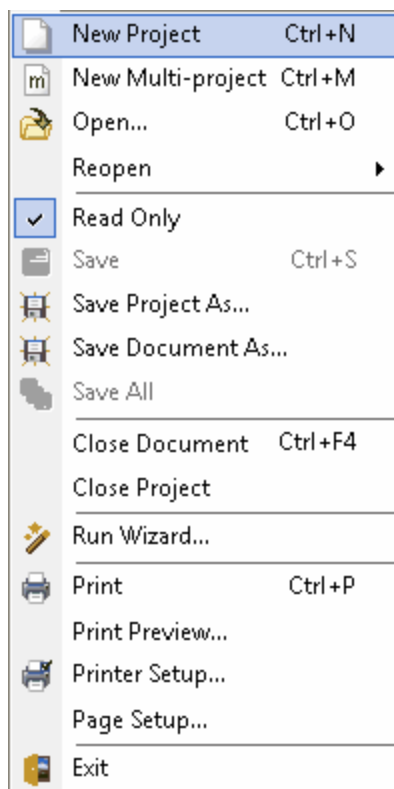 New Project Ctrl+N
m New Multi-project Ctrl+M
Open... Ctrl+O
Reopen
Read Only
Save Ctrl+S
Save Project As...
Save Document As...
Save All
Close Document Ctrl+F4
Close Project
Run Wizard...
Print Ctrl+P
Print Preview...
Printer Setup...
Page Setup...
Exit